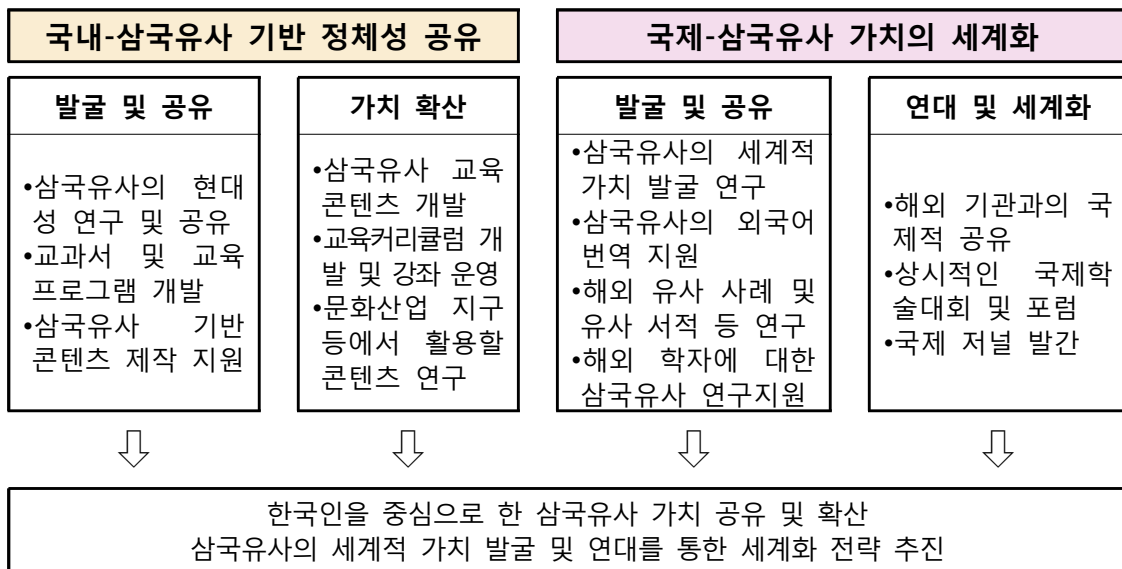 국내-삼국유사 기반 정체성 공유
국제-삼국유사 가치의 세계화
발굴 및 공유
•삼국유사의 현대
성 연구 및 공유
•교과서 및 교육
프로그램 개발
•삼국유사 기반
콘텐츠 제작 지원
가치 확산
•삼국유사 교육
콘텐츠 개발
•교육커리큘럼 개
발 및 강좌 운영
•문화산업 지구
등에서 활용할
콘텐츠 연구
발굴 및 공유
•삼국유사의 세계적
가치 발굴 연구
•삼국유사의 외국어
번역 지원
•해외 유사 사례 및
유사 서적 등 연구
•해외 학자에 대한
삼국유사 연구지원
연대 및 세계화
•해외 기관과의 국
제적 공유
•상시적인 국제학
술대회 및 포럼
•국제 저널 발간
한국인을 중심으로 한 삼국유사 가치 공유 및 확산
삼국유사의 세계적 가치 발굴 및 연대를 통한 세계화 전략 추진